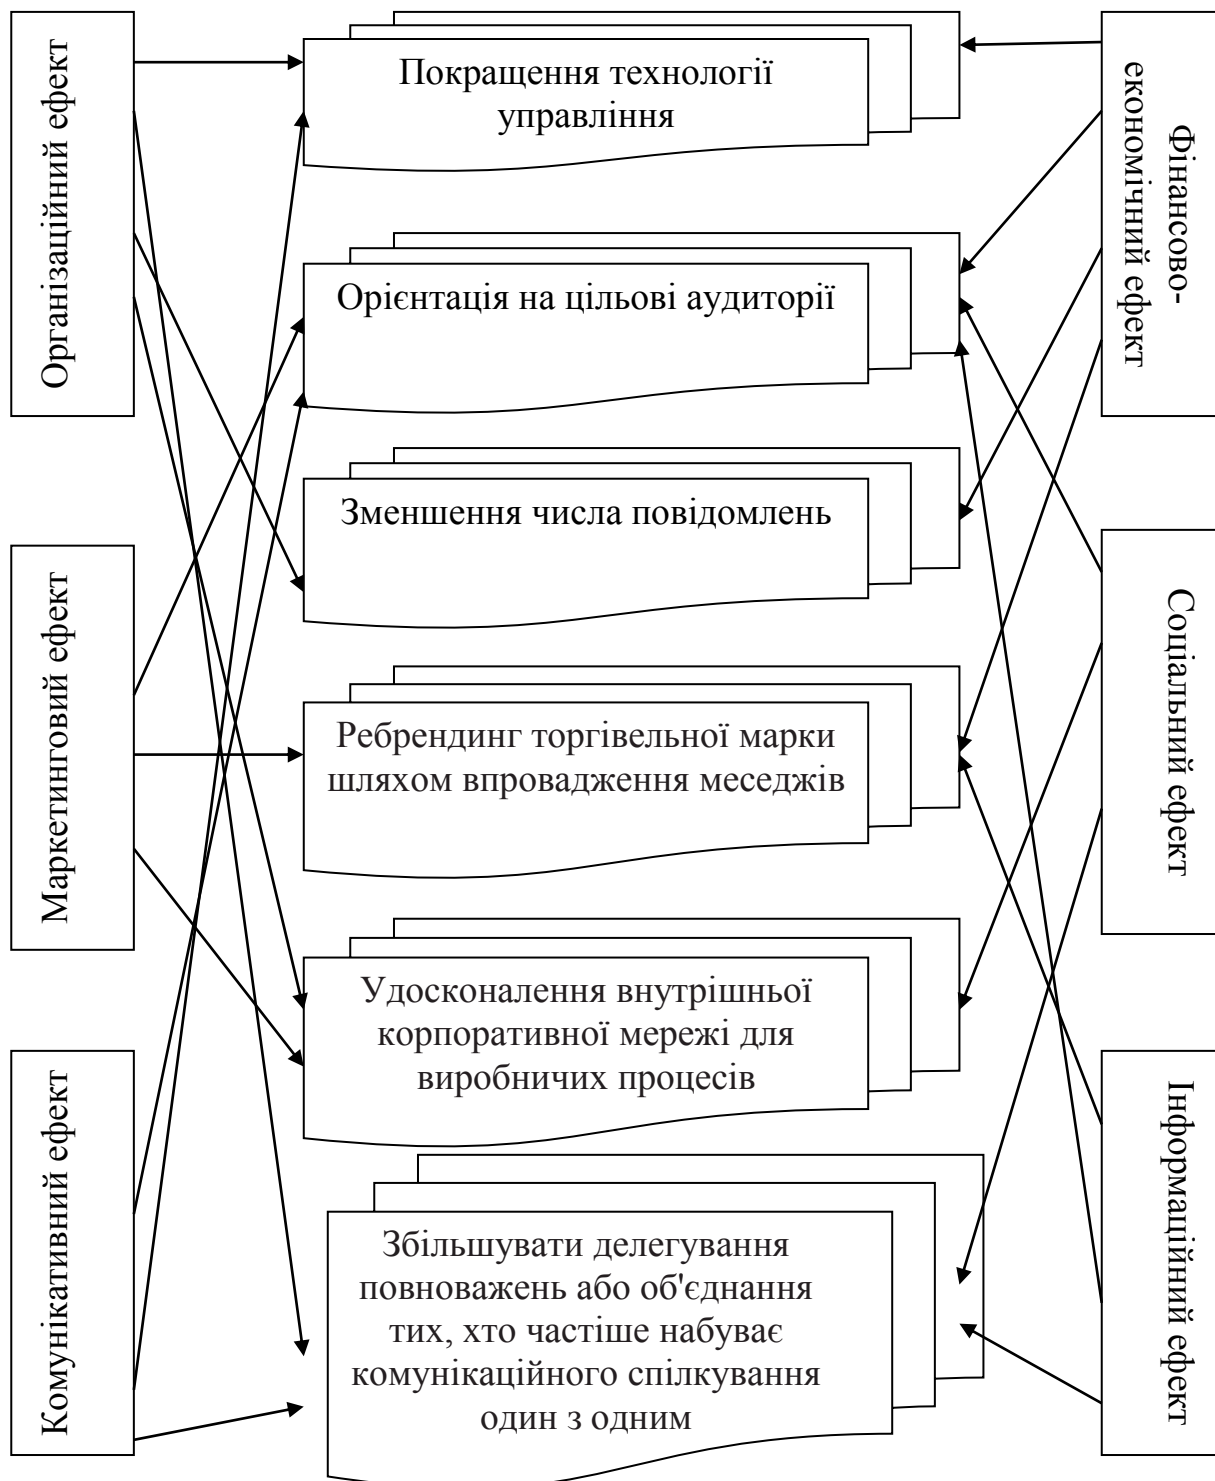 Організаційний ефект
Маркетинговий ефект
Комунікативний ефект
Покращення технології
управління
Орієнтація на цільові аудиторії
Зменшення числа повідомлень
Ребрендинг торгівельної марки
шляхом впровадження меседжів
Удосконалення внутрішньої
корпоративної мережі для
виробничих процесів
Збільшувати делегування
повноважень або об'єднання
тих, хто частіше набуває
комунікаційного спілкування
один з одним
Фінансово-
економічний ефект
Соціальний ефект
Інформаційний ефект